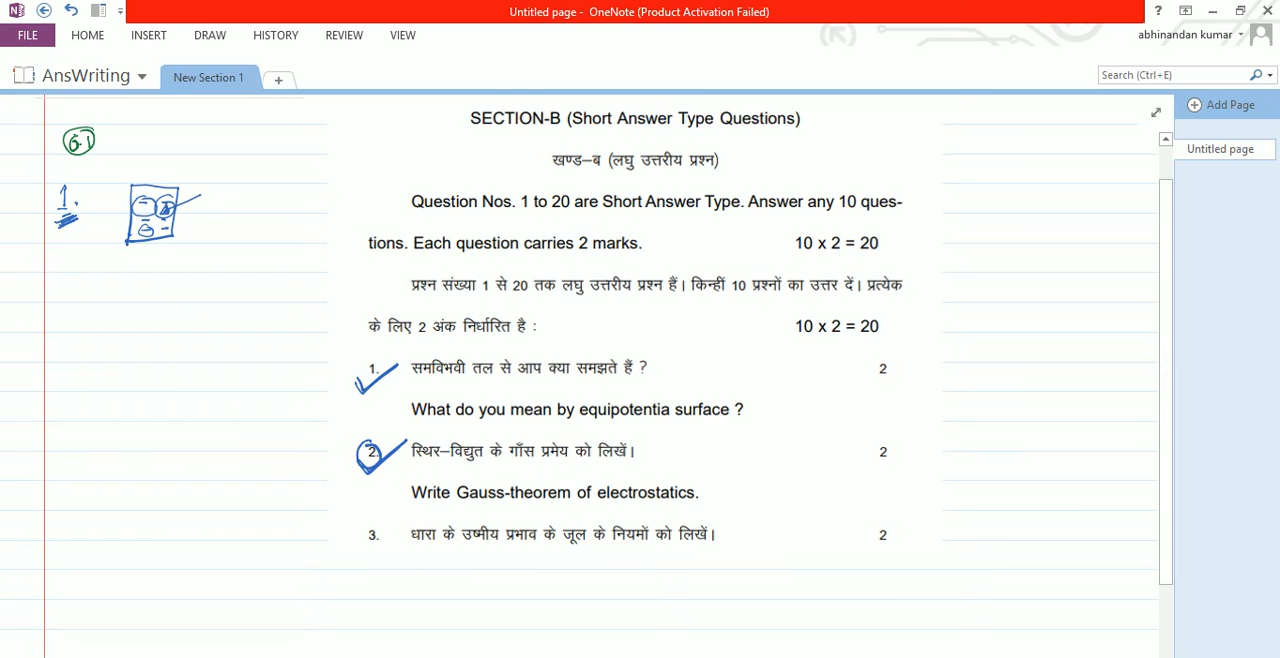 Untitled page - OneNote (Product Activation Failed)
FILE HOME INSERT DRAW HISTORY REVIEW VIEW
abhinandan kumar
AnsWriting New Section 1 +
Search (Ctrl+E)
Add Page
Untitled page
SECTION-B (Short Answer Type Questions)
खण्ड–ब (लघु उत्तरीय प्रश्न)
1.
Question Nos. 1 to 20 are Short Answer Type. Answer any 10 ques-
tions. Each question carries 2 marks. 10 x 2 = 20
प्रश्न संख्या 1 से 20 तक लघु उत्तरीय प्रश्न हैं। किन्हीं 10 प्रश्नों का उत्तर दें। प्रत्येक
के लिए 2 अंक निर्धारित है : 10 x 2 = 20
1. समविभवी तल से आप क्या समझते हैं ? 2
What do you mean by equipotentia surface ?
2. स्थिर–विद्युत के गाँस प्रमेय को लिखें। 2
Write Gauss-theorem of electrostatics.
3. धारा के उष्मीय प्रभाव के जूल के नियमों को लिखें। 2